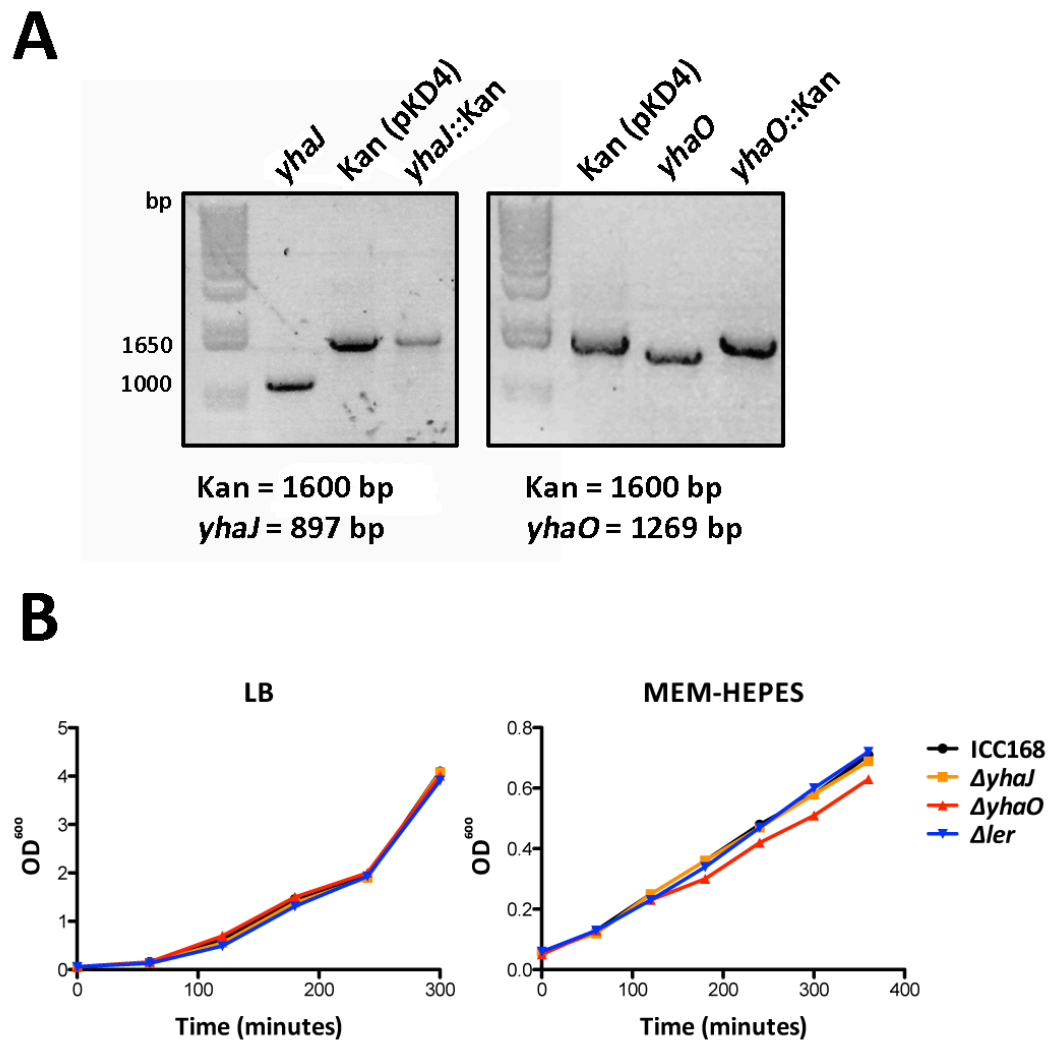 A
yhaJ
Kan (pKD4)
yhaJ::Kan
Kan (pKD4)
yhaO
yhaO::Kan
bp
1650
1000
Kan = 1600 bp
yhaJ = 897 bp
Kan = 1600 bp
yhaO = 1269 bp
B
LB
5
4
3
2
1
0
OD600
0
100
200
300
Time (minutes)
MEM-HEPES
0.8
0.6
0.4
0.2
0.0
OD600
0
100
200
300
400
Time (minutes)
ICC168
ΔyhaJ
ΔyhaO
Δler